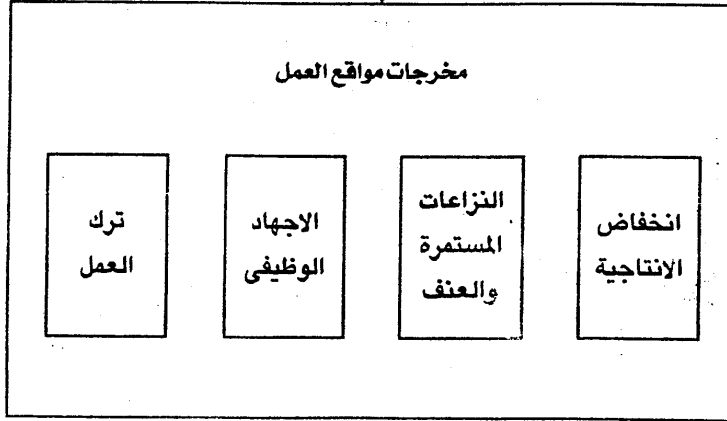 مخرجات مواقع العمل
انخفاض
الانتاجية
النزاعات
المستمرة
والعنف
الاجهاد
الوظيفى
ترك
العمل